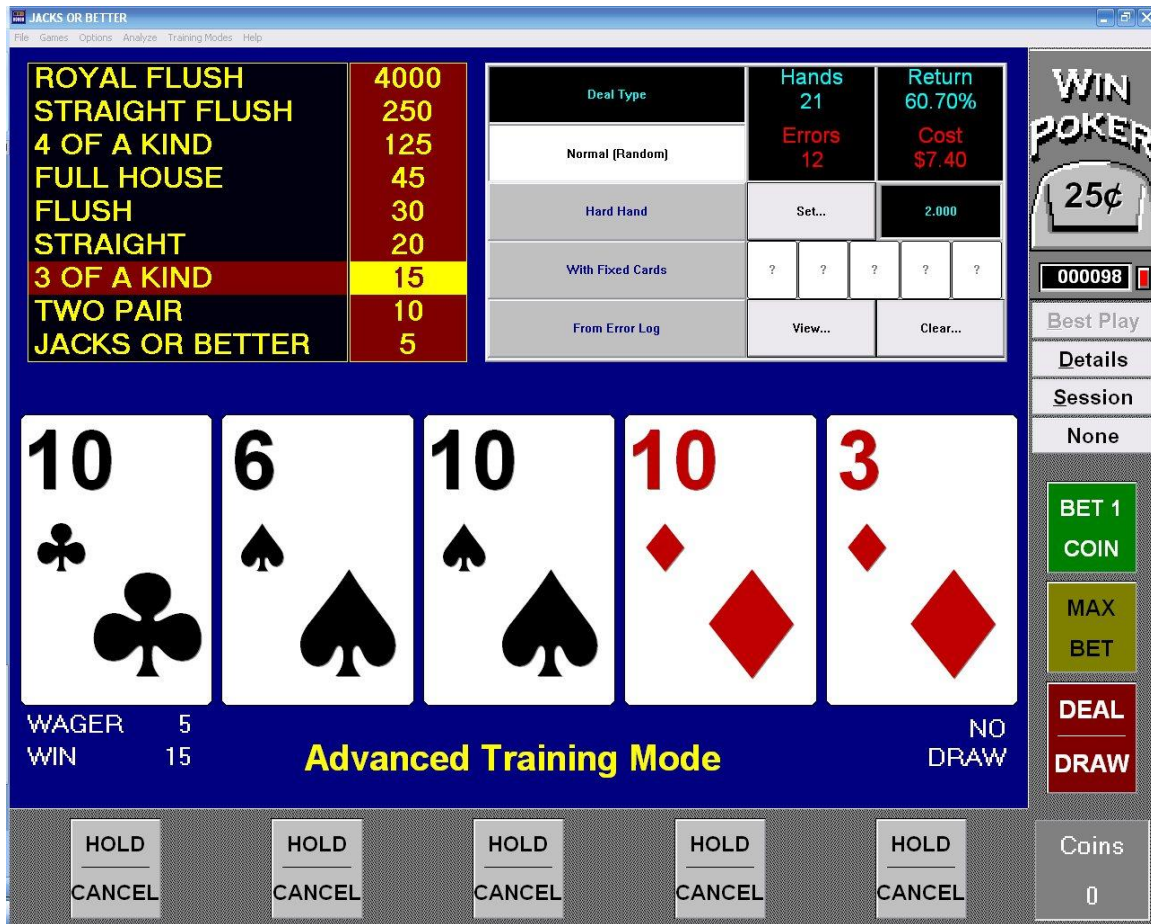 JACKS OR BETTER
File Games Options Analyze Training Modes Help
ROYAL FLUSH 4000
STRAIGHT FLUSH 250
4 OF A KIND 125
FULL HOUSE 45
FLUSH 30
STRAIGHT 20
3 OF A KIND 15
TWO PAIR 10
JACKS OR BETTER 5
Deal Type
Hands
21
Return
60.70%
Errors
12
Cost
$7.40
Normal (Random)
Hard Hand Set... 2.000
With Fixed Cards ? ? ? ? ?
From Error Log View... Clear...
WIN
POKER
25¢
000098
Best Play
Details
Session
None
10 6 10 10 3
WAGER 5
WIN 15
Advanced Training Mode
NO
DRAW
BET 1
COIN
MAX
BET
DEAL
DRAW
HOLD HOLD HOLD HOLD HOLD
CANCEL CANCEL CANCEL CANCEL CANCEL
Coins
0